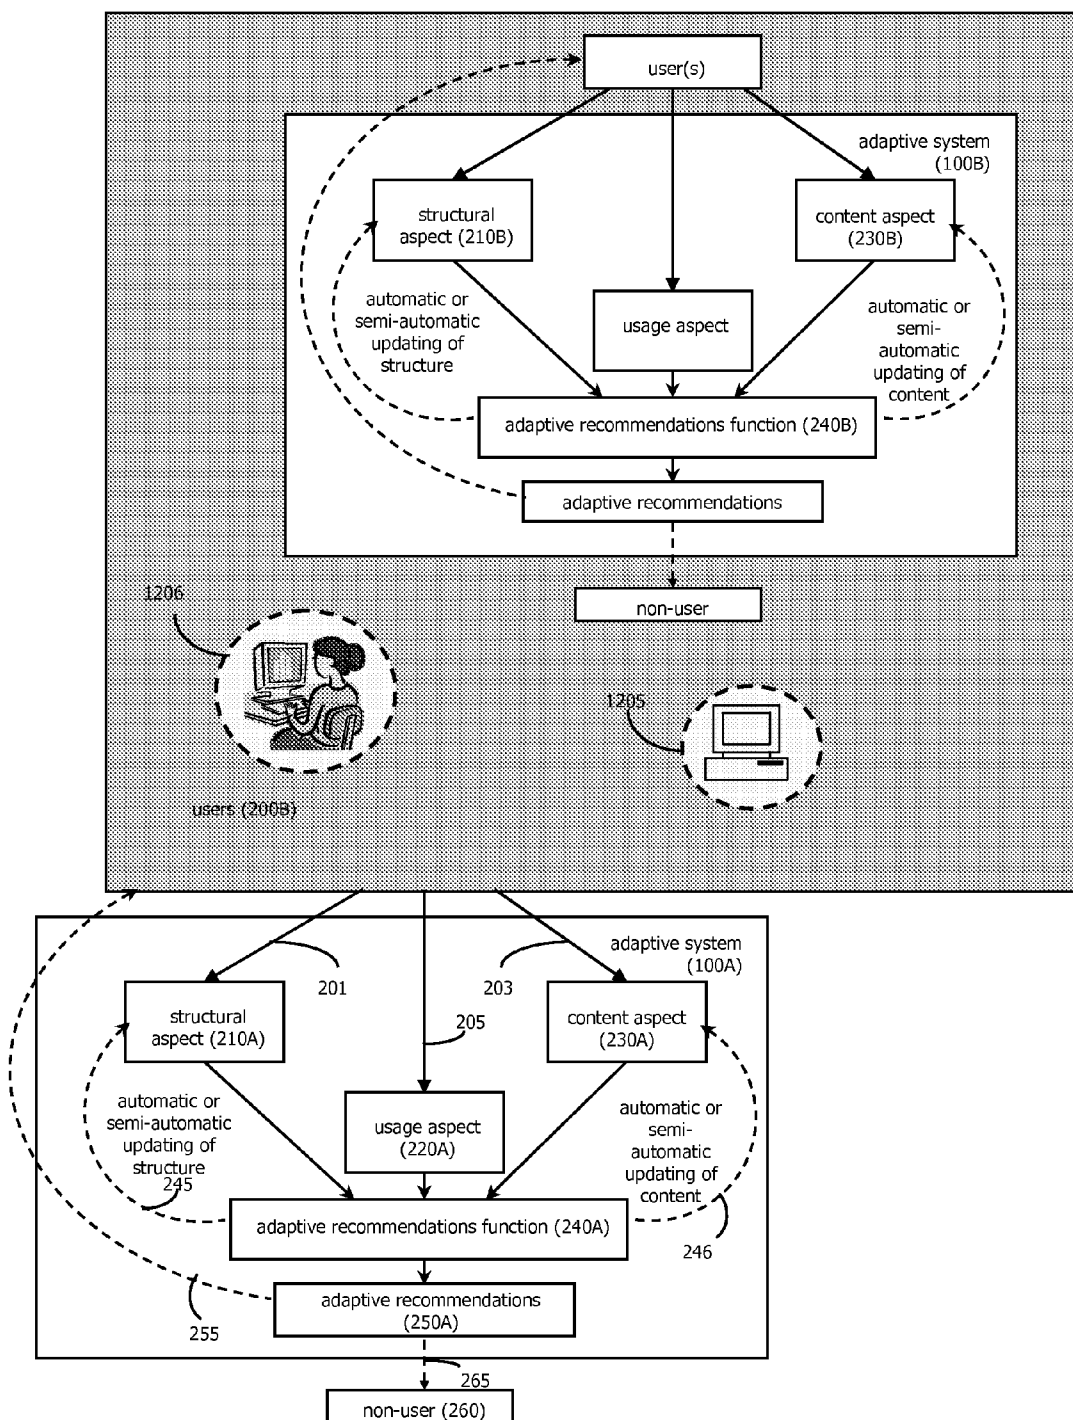 user(s)
adaptive system
(100B)
structural
aspect (210B)
content aspect
(230B)
automatic or
semi-automatic
updating of
structure
usage aspect
automatic or
semi-
automatic
updating of
content
adaptive recommendations function (240B)
adaptive recommendations
non-user
1206
1205
users (200B)
adaptive system
(100A)
201
203
structural
aspect (210A)
205
content aspect
(230A)
automatic or
semi-automatic
updating of
structure
245
usage aspect
(220A)
automatic or
semi-
automatic
updating of
content
adaptive recommendations function (240A)
246
adaptive recommendations
(250A)
255
265
non-user (260)